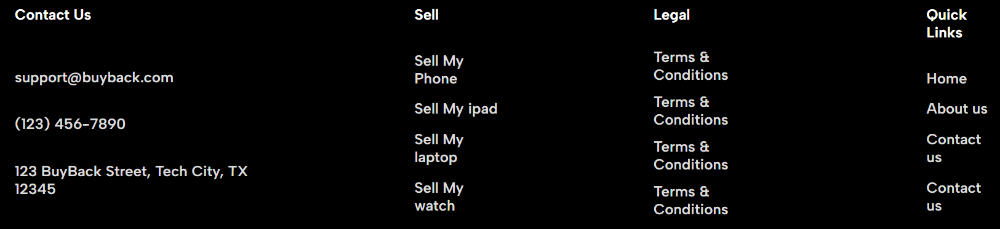 Contact Us
support@buyback.com
(123) 456-7890
123 BuyBack Street, Tech City, TX
12345
Sell
Sell My
Phone
Sell My ipad
Sell My
laptop
Sell My
watch
Legal
Terms &
Conditions
Terms &
Conditions
Terms &
Conditions
Terms &
Conditions
Quick
Links
Home
About us
Contact
us
Contact
us